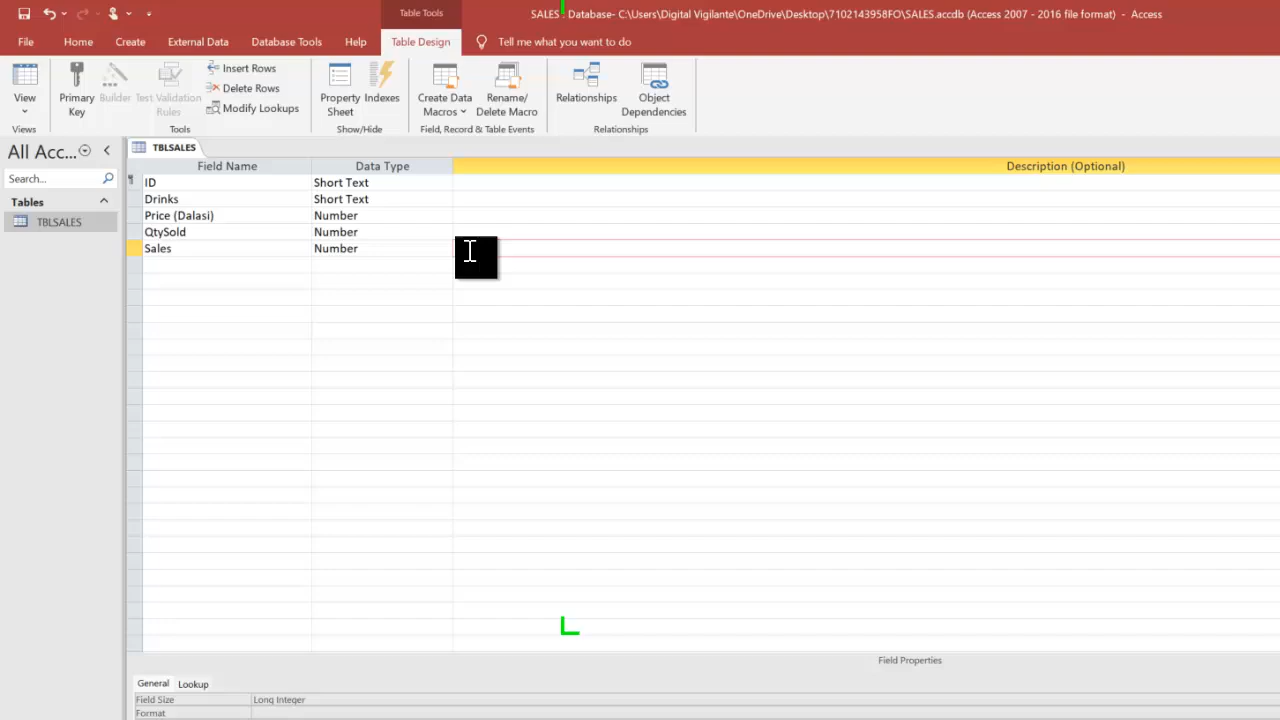 Table Tools
SALES - Database- C:\Users\Digital Vigilante\OneDrive\Desktop\7102143958FO\SALES.accdb (Access 2007 - 2016 file format) - Access
File Home Create External Data Database Tools Help Table Design Tell me what you want to do
View
Primary Key
Builder
Test Validation Rules
Insert Rows
Delete Rows
Modify Lookups
Property Sheet
Indexes
Create Data Macros
Rename/ Delete Macro
Relationships
Object Dependencies
Views Tools Show/Hide Field, Record & Table Events Relationships
All Acc...
Search...
Tables
TBLSALES
TBLSALES
Field Name Data Type Description (Optional)
ID Short Text
Drinks Short Text
Price (Dalasi) Number
QtySold Number
Sales Number
Field Properties
General Lookup
Field Size Long Integer
Format